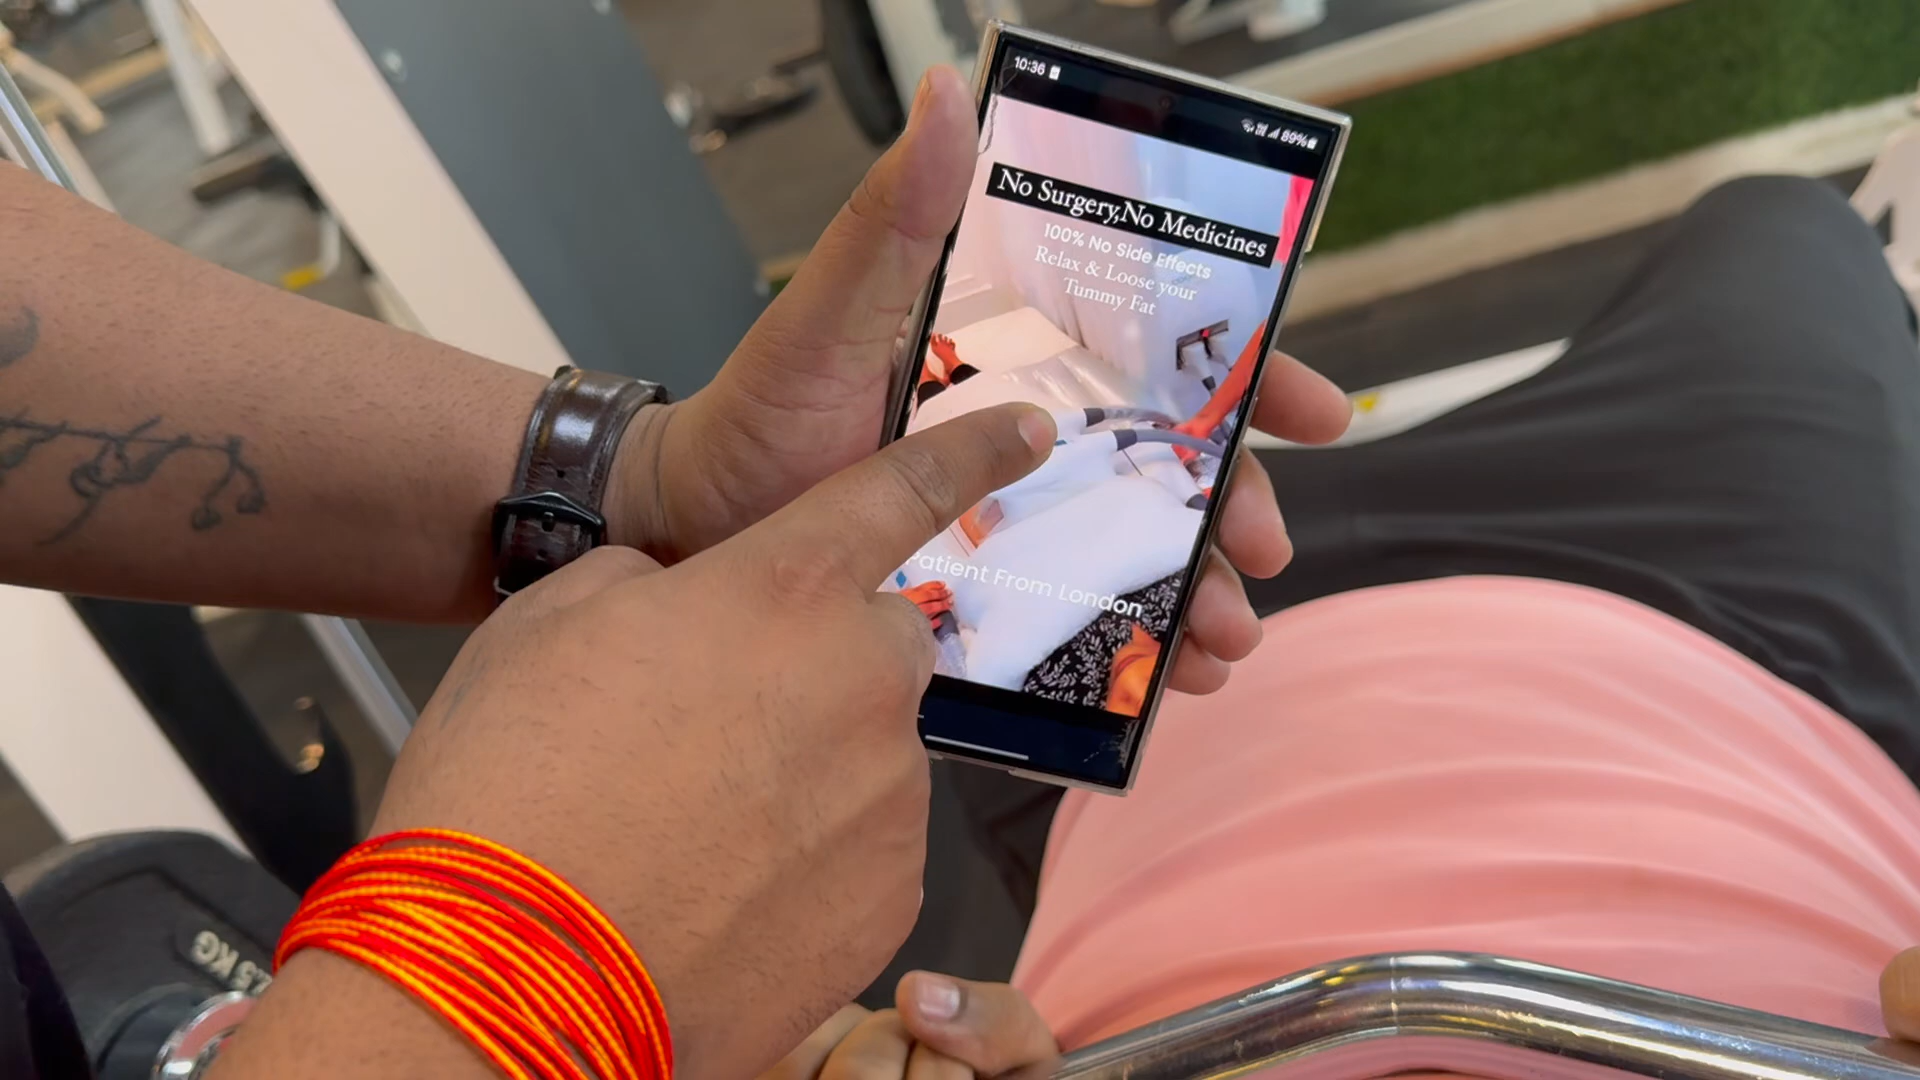 10:36
89%
No Surgery,No Medicines
100% No Side Effects
Relax & Loose your
Tummy Fat
Patient From London
.5 KG